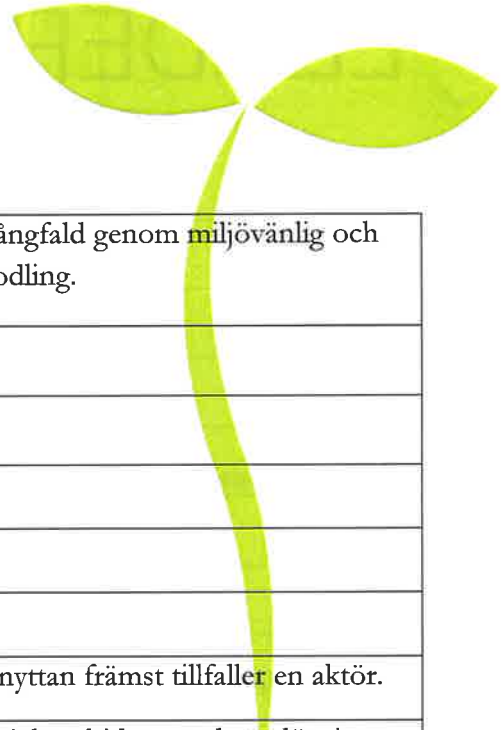 ångfald genom miljövänlig och
odling.
nyttan främst tillfaller en aktör.